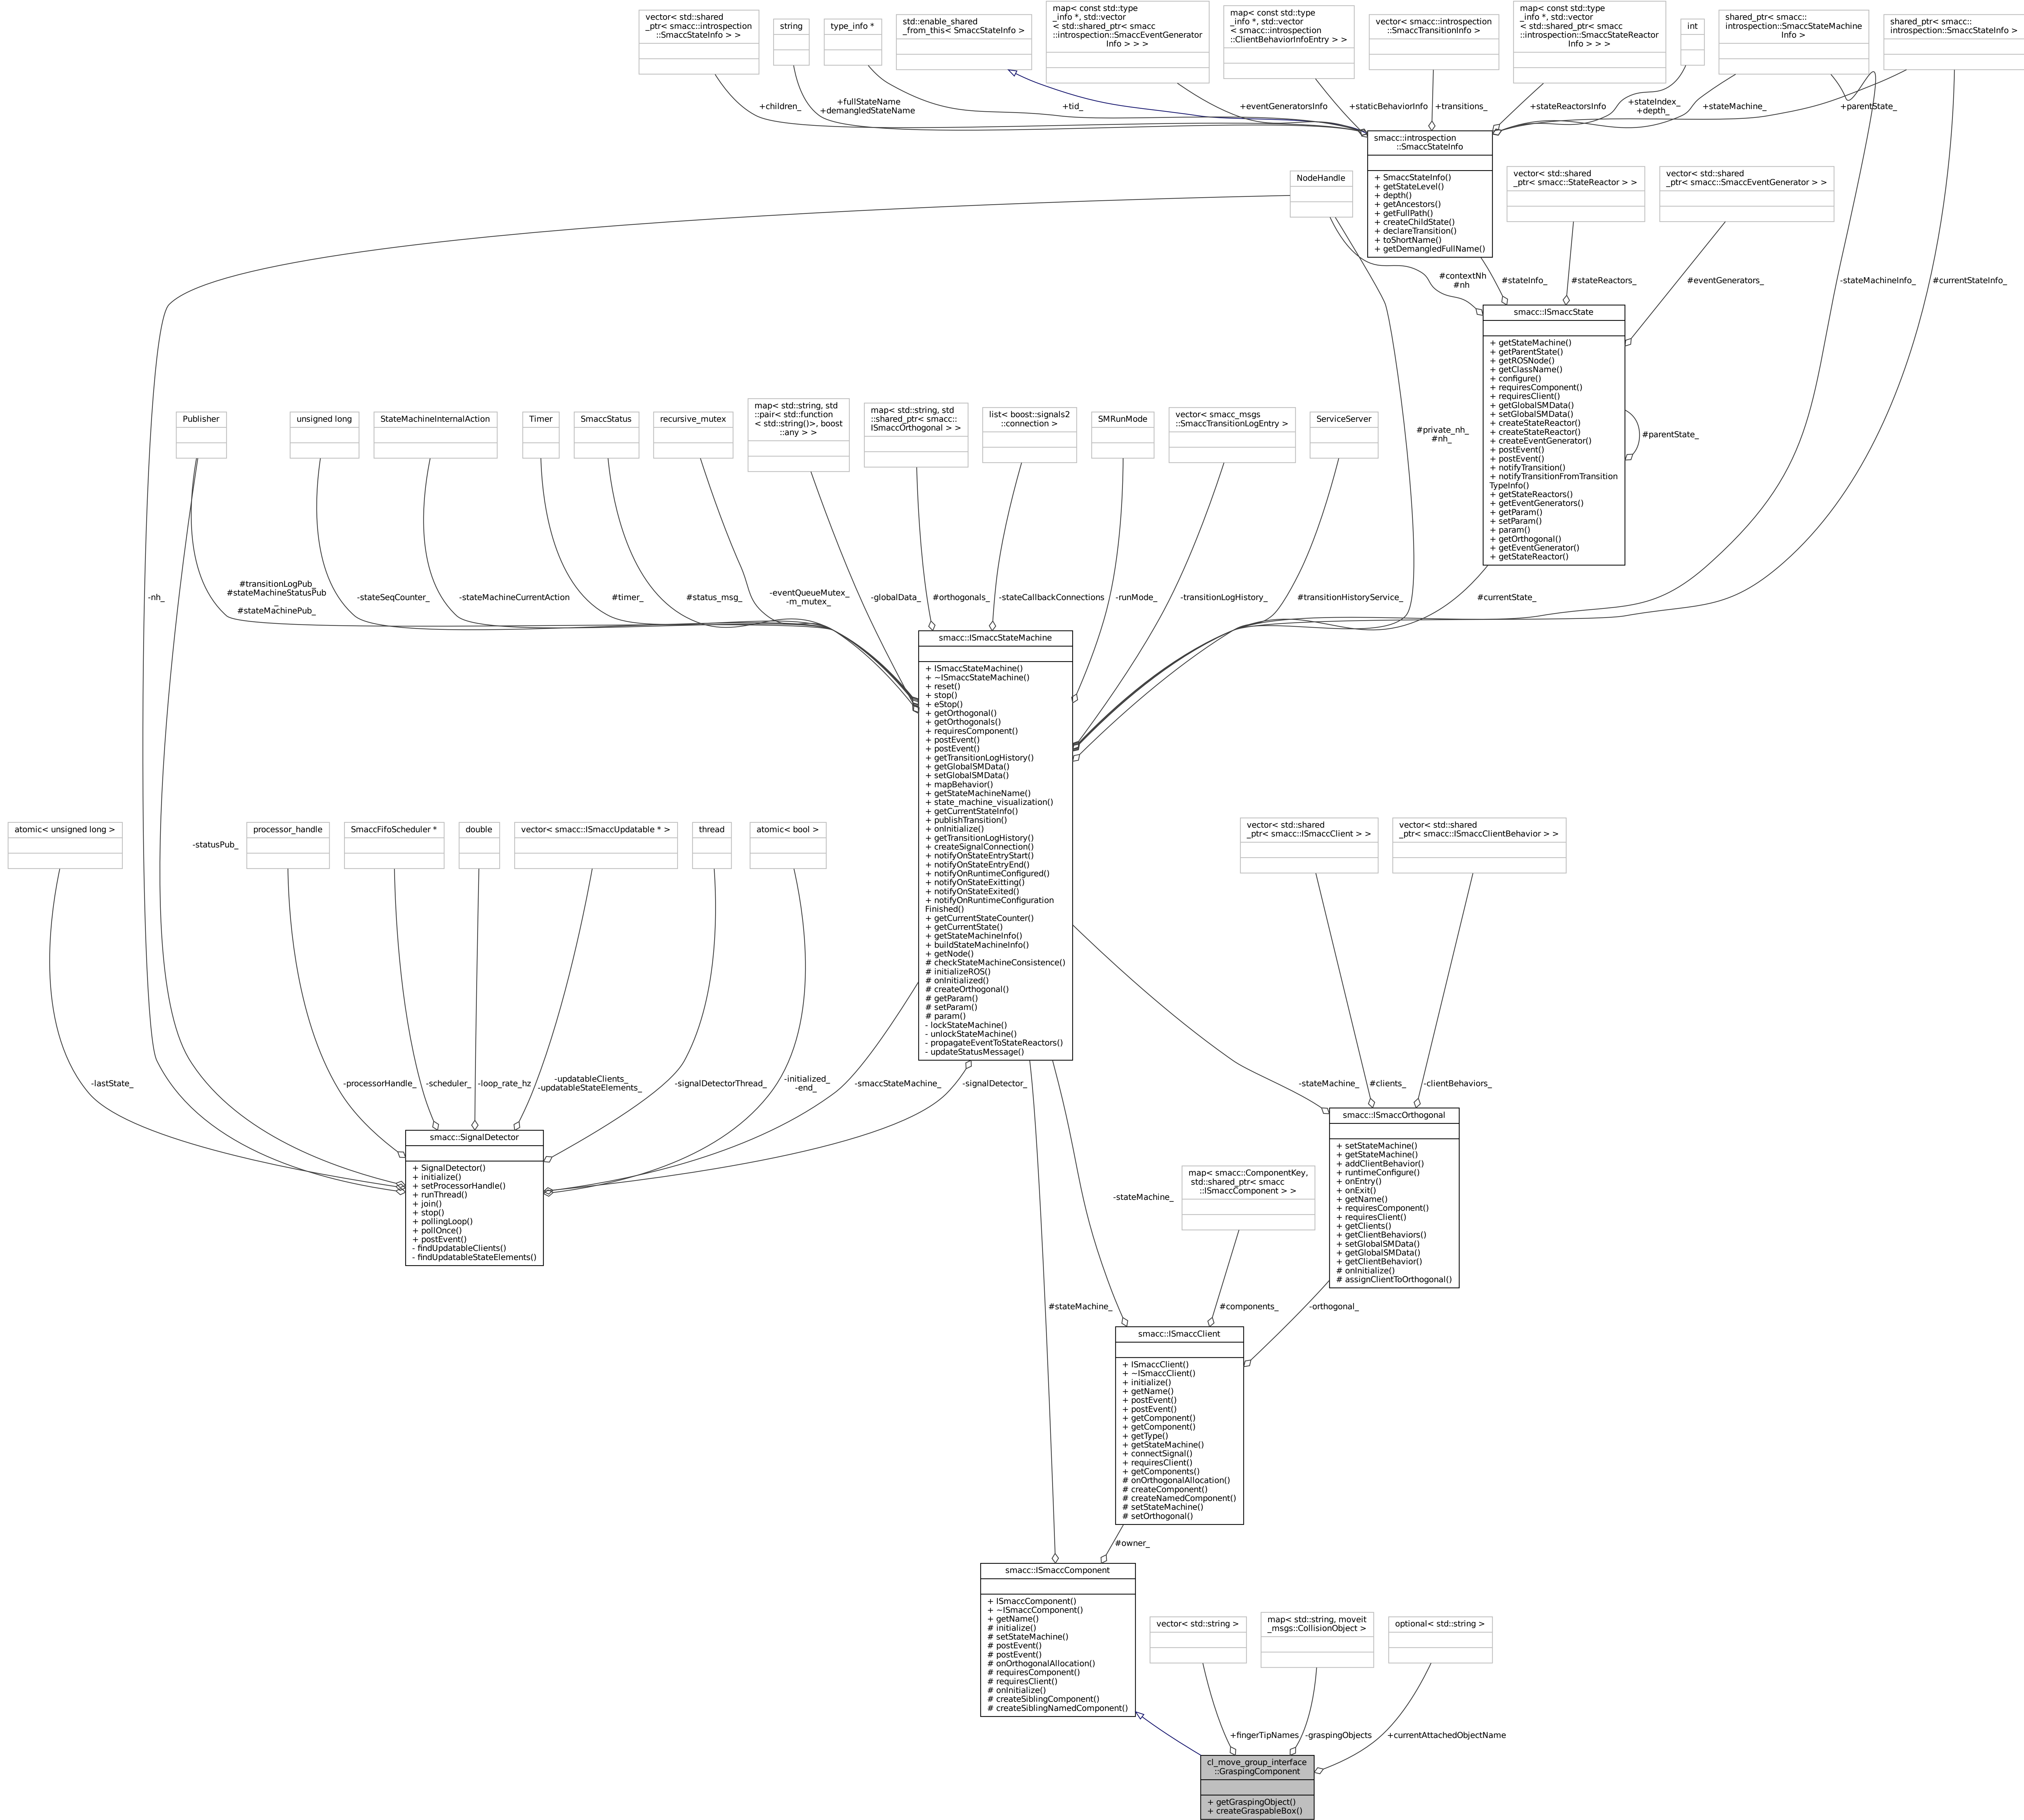 vector< std::shared
_ptr< smacc::introspection
::SmaccStateInfo > >
string
type_info *
std::enable_shared
_from_this< SmaccStateInfo >
map< const std::type
_info *, std::vector
< std::shared_ptr< smacc
::introspection::SmaccEventGenerator
Info > > >
map< const std::type
_info *, std::vector
< smacc::introspection
::ClientBehaviorInfoEntry > >
vector< smacc::introspection
::SmaccTransitionInfo >
map< const std::type
_info *, std::vector
< std::shared_ptr< smacc
::introspection::SmaccStateReactor
Info > > >
int
shared_ptr< smacc::
introspection::SmaccStateMachine
Info >
shared_ptr< smacc::
introspection::SmaccStateInfo >
+children_
+fullStateName
+demangledStateName
+tid_
+eventGeneratorsInfo
+staticBehaviorInfo
+transitions_
+stateReactorsInfo
+stateIndex_
+depth_
+stateMachine_
+parentState_
smacc::introspection
::SmaccStateInfo
+ SmaccStateInfo()
+ getStateLevel()
+ depth()
+ getAncestors()
+ getFullPath()
+ createChildState()
+ declareTransition()
+ toShortName()
+ getDemangledFullName()
NodeHandle
vector< std::shared
_ptr< smacc::StateReactor > >
vector< std::shared
_ptr< smacc::SmaccEventGenerator > >
#contextNh
#nh
#stateInfo_
#stateReactors_
#eventGenerators_
-stateMachineInfo_
#currentStateInfo_
smacc::ISmaccState
+ getStateMachine()
+ getParentState()
+ getROSNode()
+ getClassName()
+ configure()
+ requiresComponent()
+ requiresClient()
+ getGlobalSMData()
+ setGlobalSMData()
+ createStateReactor()
+ createStateReactor()
+ createEventGenerator()
+ postEvent()
+ postEvent()
+ notifyTransition()
+ notifyTransitionFromTransition
TypeInfo()
+ getStateReactors()
+ getEventGenerators()
+ getParam()
+ setParam()
+ param()
+ getOrthogonal()
+ getEventGenerator()
+ getStateReactor()
#parentState_
Publisher
unsigned long
StateMachineInternalAction
Timer
SmaccStatus
recursive_mutex
map< std::string, std
::pair< std::function
< std::string()>, boost
::any > >
map< std::string, std
::shared_ptr< smacc::
ISmaccOrthogonal > >
list< boost::signals2
::connection >
SMRunMode
vector< smacc_msgs
::SmaccTransitionLogEntry >
ServiceServer
#private_nh_
#nh_
-nh_
#transitionLogPub_
#stateMachineStatusPub
_
#stateMachinePub_
-stateSeqCounter_
-stateMachineCurrentAction
#timer_
#status_msg_
-eventQueueMutex_
-m_mutex_
-globalData_
#orthogonals_
-stateCallbackConnections
-runMode_
-transitionLogHistory_
#transitionHistoryService_
#currentState_
smacc::ISmaccStateMachine
+ ISmaccStateMachine()
+ ~ISmaccStateMachine()
+ reset()
+ stop()
+ eStop()
+ getOrthogonal()
+ getOrthogonals()
+ requiresComponent()
+ postEvent()
+ postEvent()
+ getTransitionLogHistory()
+ getGlobalSMData()
+ setGlobalSMData()
+ mapBehavior()
+ getStateMachineName()
+ state_machine_visualization()
+ getCurrentStateInfo()
+ publishTransition()
+ onInitialize()
+ getTransitionLogHistory()
+ createSignalConnection()
+ notifyOnStateEntryStart()
+ notifyOnStateEntryEnd()
+ notifyOnRuntimeConfigured()
+ notifyOnStateExitting()
+ notifyOnStateExited()
+ notifyOnRuntimeConfiguration
Finished()
+ getCurrentStateCounter()
+ getCurrentState()
+ getStateMachineInfo()
+ buildStateMachineInfo()
+ getNode()
# checkStateMachineConsistence()
# initializeROS()
# onInitialized()
# createOrthogonal()
# getParam()
# setParam()
# param()
- lockStateMachine()
- unlockStateMachine()
- propagateEventToStateReactors()
- updateStatusMessage()
atomic< unsigned long >
-statusPub_
processor_handle
SmaccFifoScheduler *
double
vector< smacc::ISmaccUpdatable * >
thread
atomic< bool >
vector< std::shared
_ptr< smacc::ISmaccClient > >
vector< std::shared
_ptr< smacc::ISmaccClientBehavior > >
-lastState_
-processorHandle_
-scheduler_
-loop_rate_hz
-updatableClients_
-updatableStateElements_
-signalDetectorThread_
-initialized_
-end_
-smaccStateMachine_
-signalDetector_
-stateMachine_
#clients_
-clientBehaviors_
smacc::SignalDetector
+ SignalDetector()
+ initialize()
+ setProcessorHandle()
+ runThread()
+ join()
+ stop()
+ pollingLoop()
+ pollOnce()
+ postEvent()
- findUpdatableClients()
- findUpdatableStateElements()
smacc::ISmaccOrthogonal
+ setStateMachine()
+ getStateMachine()
+ addClientBehavior()
+ runtimeConfigure()
+ onEntry()
+ onExit()
+ getName()
+ requiresComponent()
+ requiresClient()
+ getClients()
+ getClientBehaviors()
+ setGlobalSMData()
+ getGlobalSMData()
+ getClientBehavior()
# onInitialize()
# assignClientToOrthogonal()
map< smacc::ComponentKey,
std::shared_ptr< smacc
::ISmaccComponent > >
-stateMachine_
#stateMachine_
#components_
-orthogonal_
smacc::ISmaccClient
+ ISmaccClient()
+ ~ISmaccClient()
+ initialize()
+ getName()
+ postEvent()
+ postEvent()
+ getComponent()
+ getComponent()
+ getType()
+ getStateMachine()
+ connectSignal()
+ requiresClient()
+ getComponents()
# onOrthogonalAllocation()
# createComponent()
# createNamedComponent()
# setStateMachine()
# setOrthogonal()
#owner_
smacc::ISmaccComponent
+ ISmaccComponent()
+ ~ISmaccComponent()
+ getName()
# initialize()
# setStateMachine()
# postEvent()
# postEvent()
# onOrthogonalAllocation()
# requiresComponent()
# requiresClient()
# onInitialize()
# createSiblingComponent()
# createSiblingNamedComponent()
vector< std::string >
map< std::string, moveit
_msgs::CollisionObject >
optional< std::string >
+fingerTipNames
-graspingObjects
+currentAttachedObjectName
cl_move_group_interface
::GraspingComponent
+ getGraspingObject()
+ createGraspableBox()